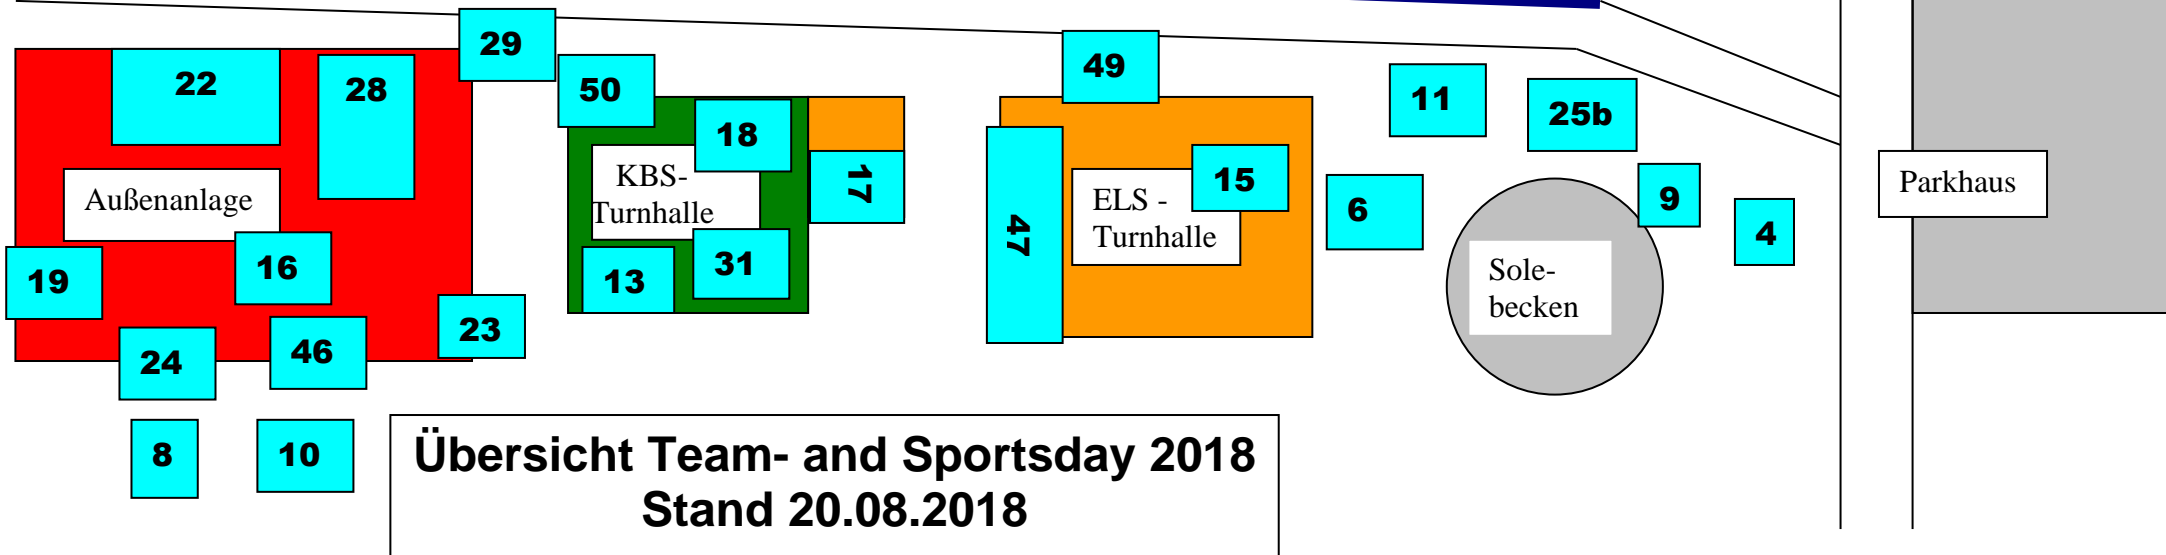 29
22
28
50
49
11
25b
18
KBS-
Turnhalle
17
15
ELS -
Turnhalle
47
6
9
4
Parkhaus
Außenanlage
19
16
13
31
23
24
46
Sole-
becken
8
10
Übersicht Team- and Sportsday 2018
Stand 20.08.2018